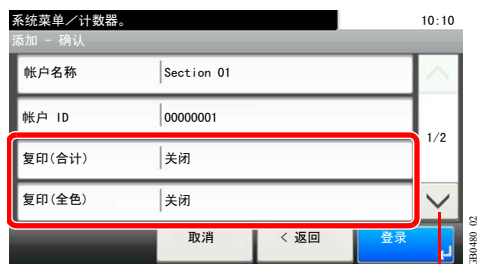 系统菜单／计数器。 10:10
添加 - 确认
帐户名称 Section 01
帐户 ID 00000001
1/2
复印(合计) 关闭
复印(全色) 关闭
取消 < 返回 登录